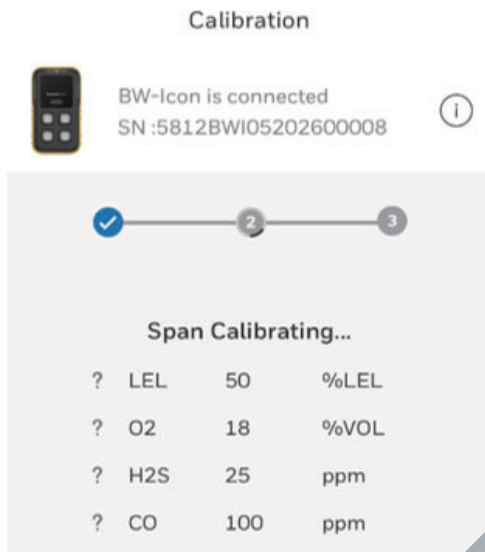 Calibration
BW-Icon is connected
SN :5812BWI05202600008
i
2 3
Span Calibrating...
? LEL 50 %LEL
? O2 18 %VOL
? H2S 25 ppm
? CO 100 ppm